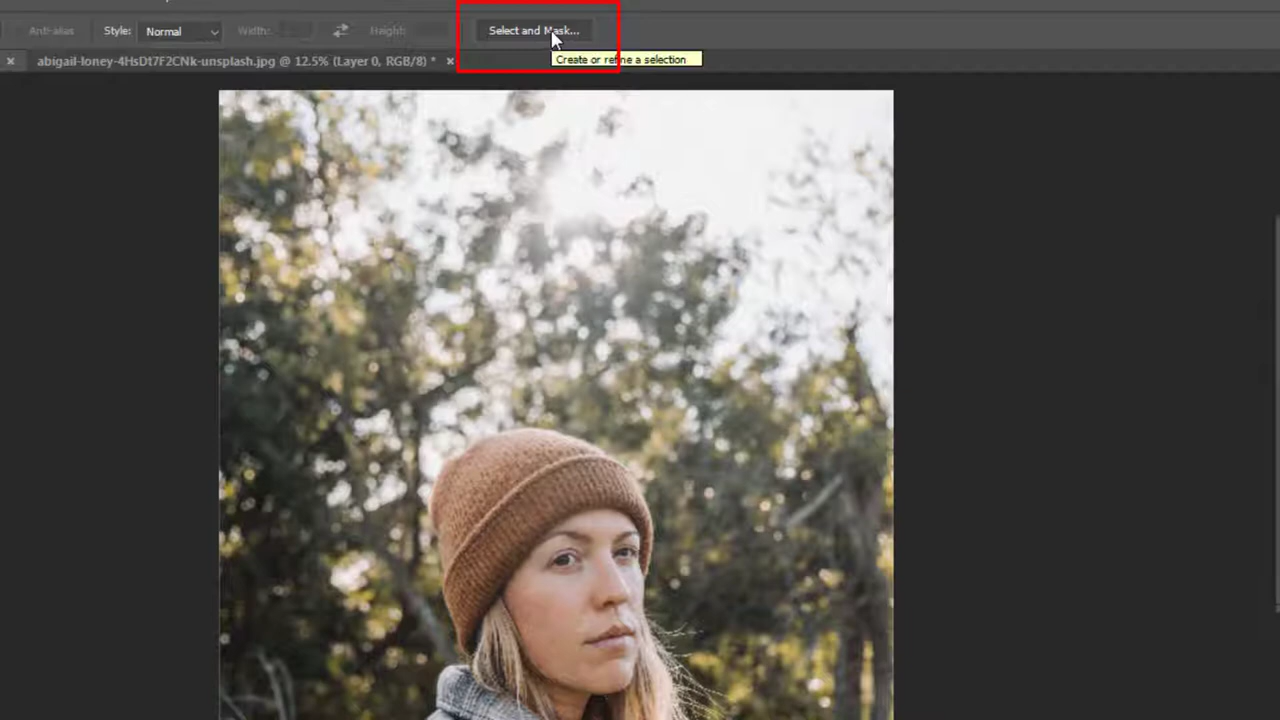 Anti-alias Style: Normal Width: Height: Select and Mask...
abigail-loney-4HsDt7F2CNk-unsplash.jpg @ 12.5% (Layer 0, RGB/8) *
Create or refine a selection